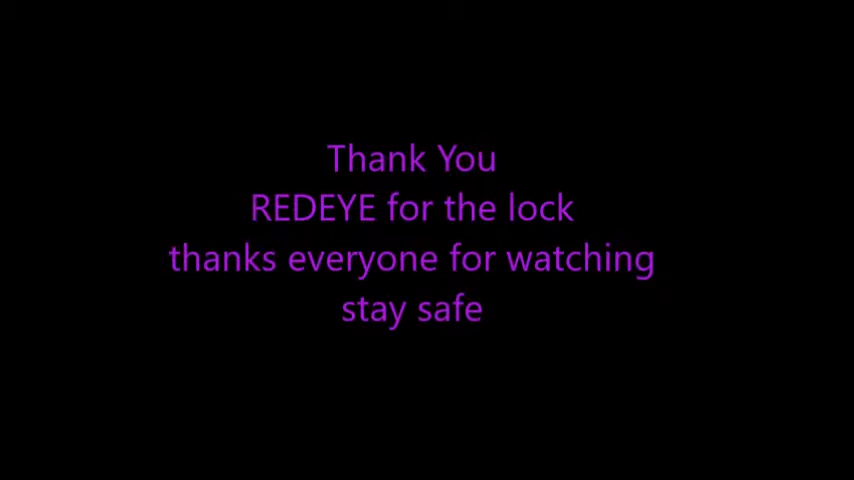 Thank You
REDEYE for the lock
thanks everyone for watching
stay safe